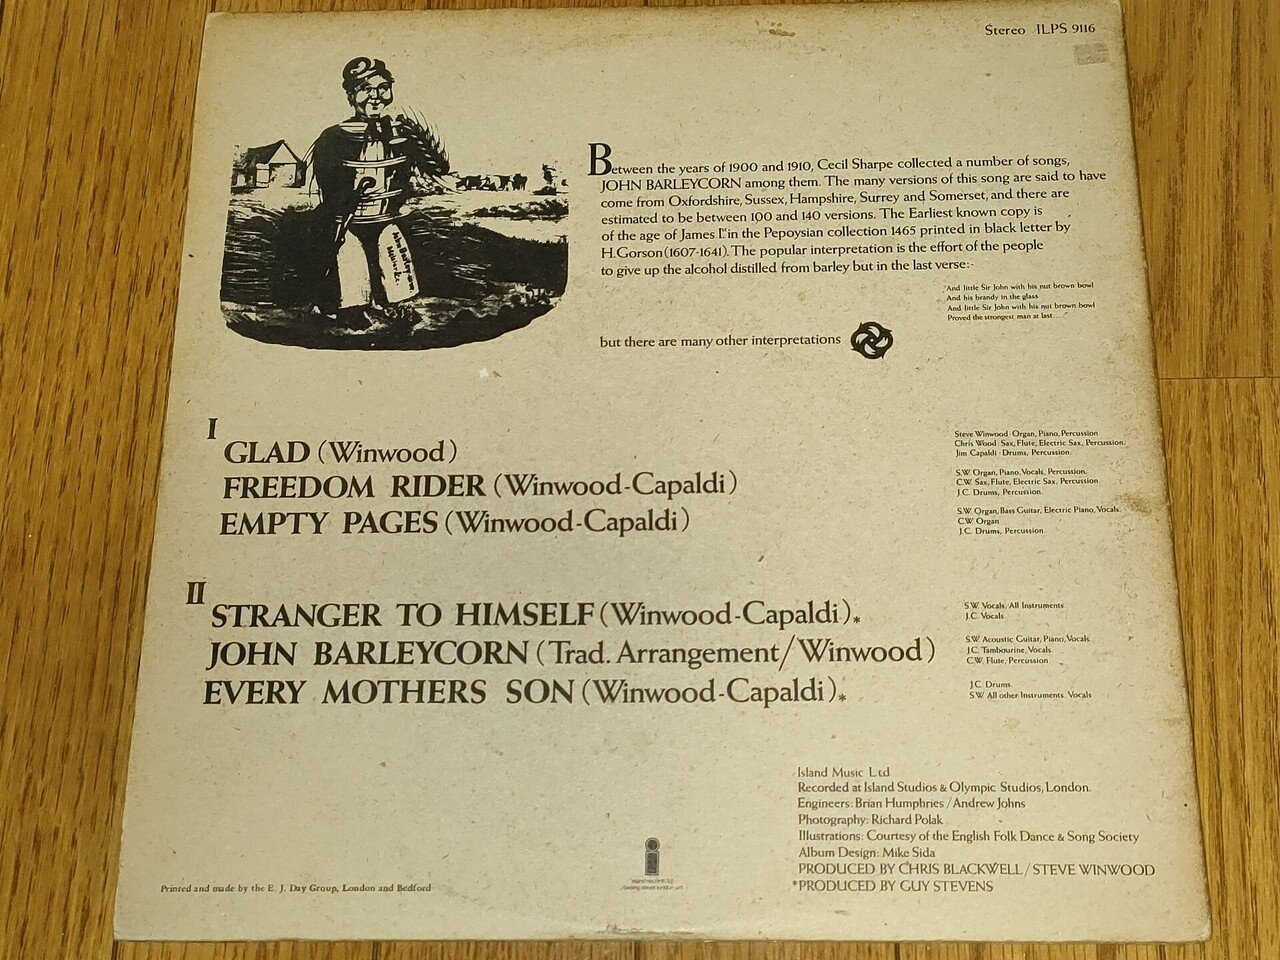 Stereo ILPS 9116
Between the years of 1900 and 1910, Cecil Sharpe collected a number of songs,
JOHN BARLEYCORN among them. The many versions of this song are said to have
come from Oxfordshire, Sussex, Hampshire, Surrey and Somerset, and there are
estimated to be between 100 and 140 versions. The Earliest known copy is
of the age of James Ist in the Pepoysian collection 1465 printed in black letter by
H.Gorson (1607-1641). The popular interpretation is the effort of the people
to give up the alcohol distilled from barley but in the last verse:-
"And little Sir John with his nut brown bowl
And his brandy in the glass
And little Sir John with his nut brown bowl
Proved the strongest man at last....."
but there are many other interpretations
I
GLAD (Winwood)
FREEDOM RIDER (Winwood-Capaldi)
EMPTY PAGES (Winwood-Capaldi)
Steve Winwood Organ, Piano, Percussion
Chris Wood Sax, Flute, Electric Sax, Percussion.
Jim Capaldi Drums, Percussion.
S.W. Organ, Piano, Vocals, Percussion.
C.W. Sax, Flute, Electric Sax, Percussion
J.C. Drums, Percussion.
S.W. Organ, Bass Guitar, Electric Piano, Vocals.
C.W. Organ
J.C. Drums, Percussion
II
STRANGER TO HIMSELF (Winwood-Capaldi).*
JOHN BARLEYCORN (Trad. Arrangement/Winwood)
EVERY MOTHERS SON (Winwood-Capaldi).*
S.W. Vocals, All Instruments
J.C. Vocals
S.W. Acoustic Guitar, Piano, Vocals.
J.C. Tambourine, Vocals.
C.W. Flute, Percussion.
J.C. Drums.
S.W. All other Instruments. Vocals
Island Music Ltd
Recorded at Island Studios & Olympic Studios, London.
Engineers: Brian Humphries / Andrew Johns
Photography: Richard Polak
Illustrations: Courtesy of the English Folk Dance & Song Society
Album Design: Mike Sida
PRODUCED BY CHRIS BLACKWELL / STEVE WINWOOD
*PRODUCED BY GUY STEVENS
Printed and made by the E. J. Day Group, London and Bedford
i
island records ltd